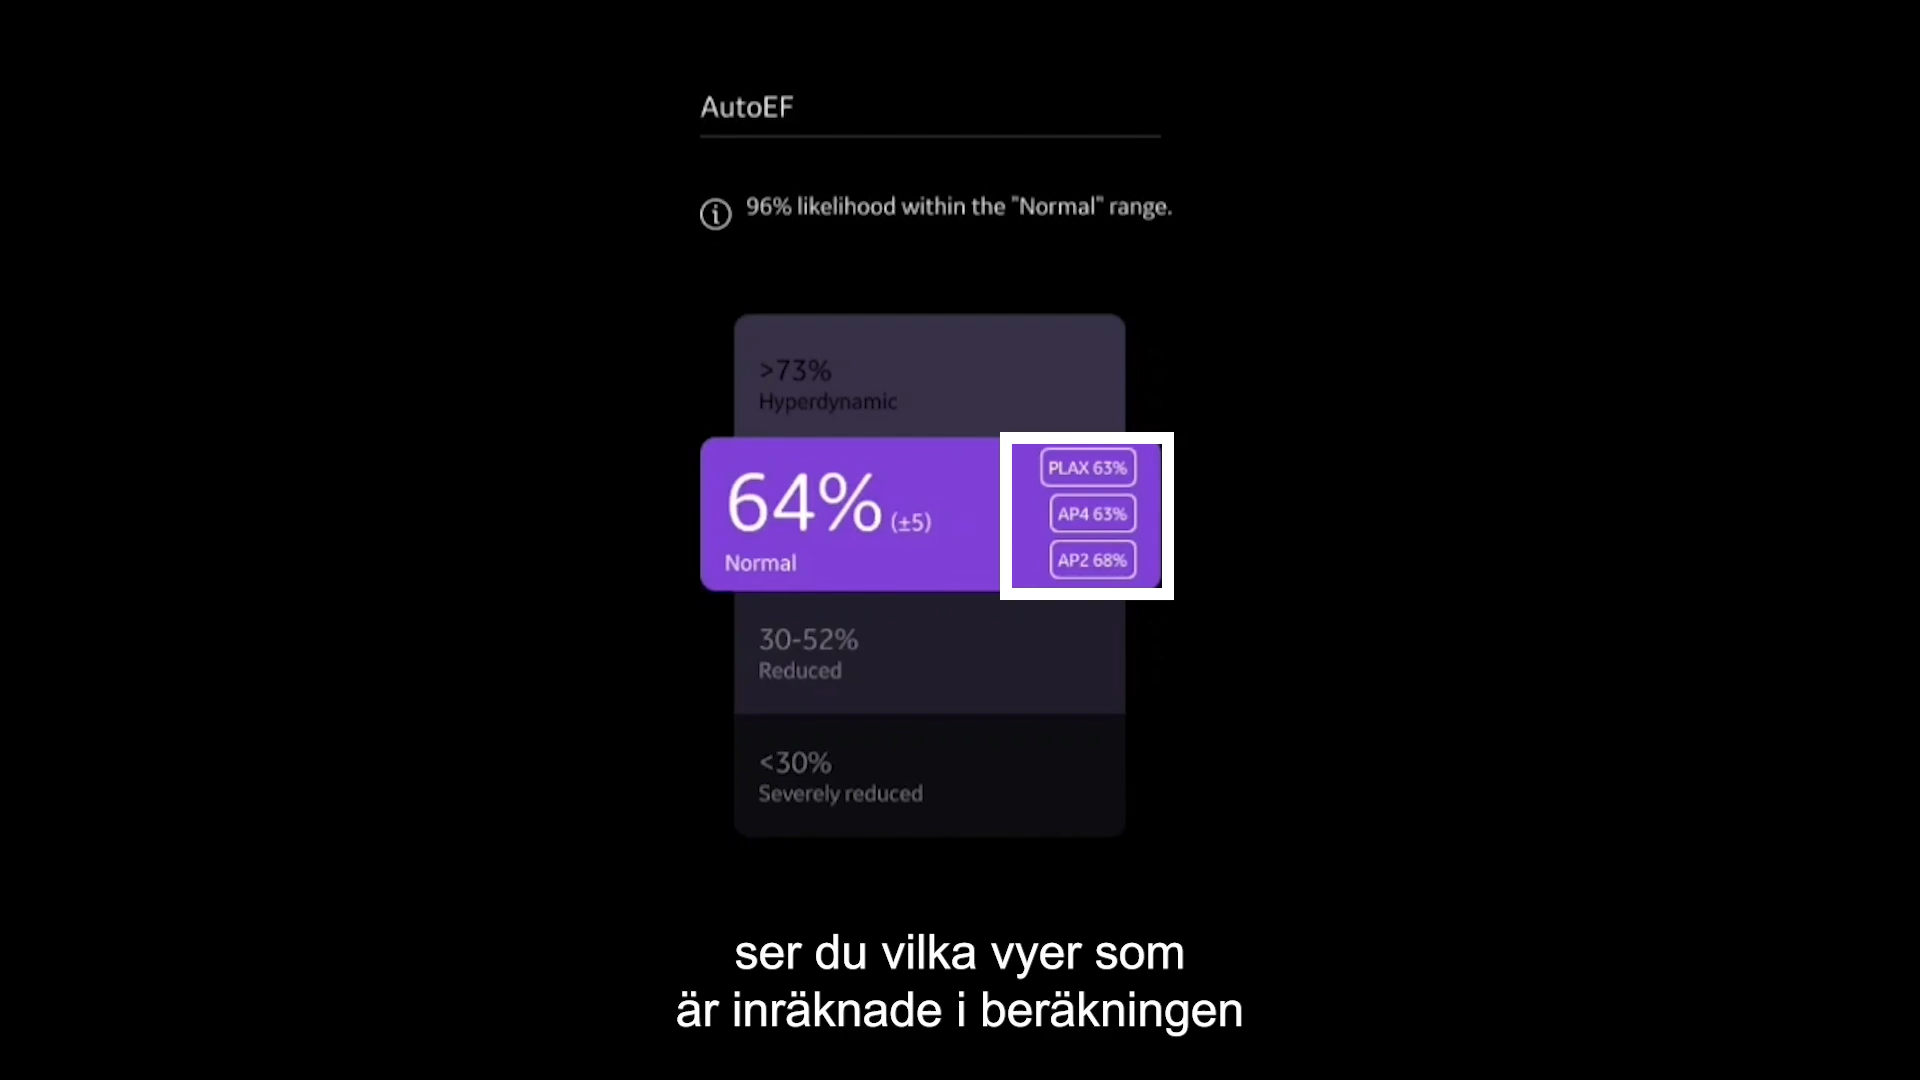 AutoEF
96% likelihood within the "Normal" range.
>73%
Hyperdynamic
64% (±5)
Normal
PLAX 63%
AP4 63%
AP2 68%
30-52%
Reduced
<30%
Severely reduced
ser du vilka vyer som
är inräknade i beräkningen